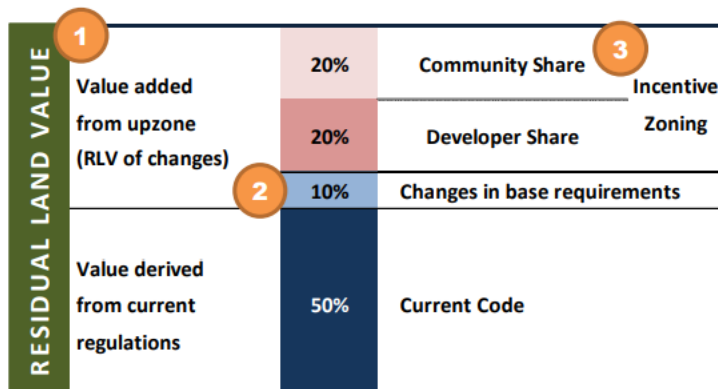 RESIDUAL LAND VALUE
1
Value added
from upzone
(RLV of changes)
20%
Community Share
3
Incentive
Zoning
20%
Developer Share
2
10%
Changes in base requirements
Value derived
from current
regulations
50%
Current Code